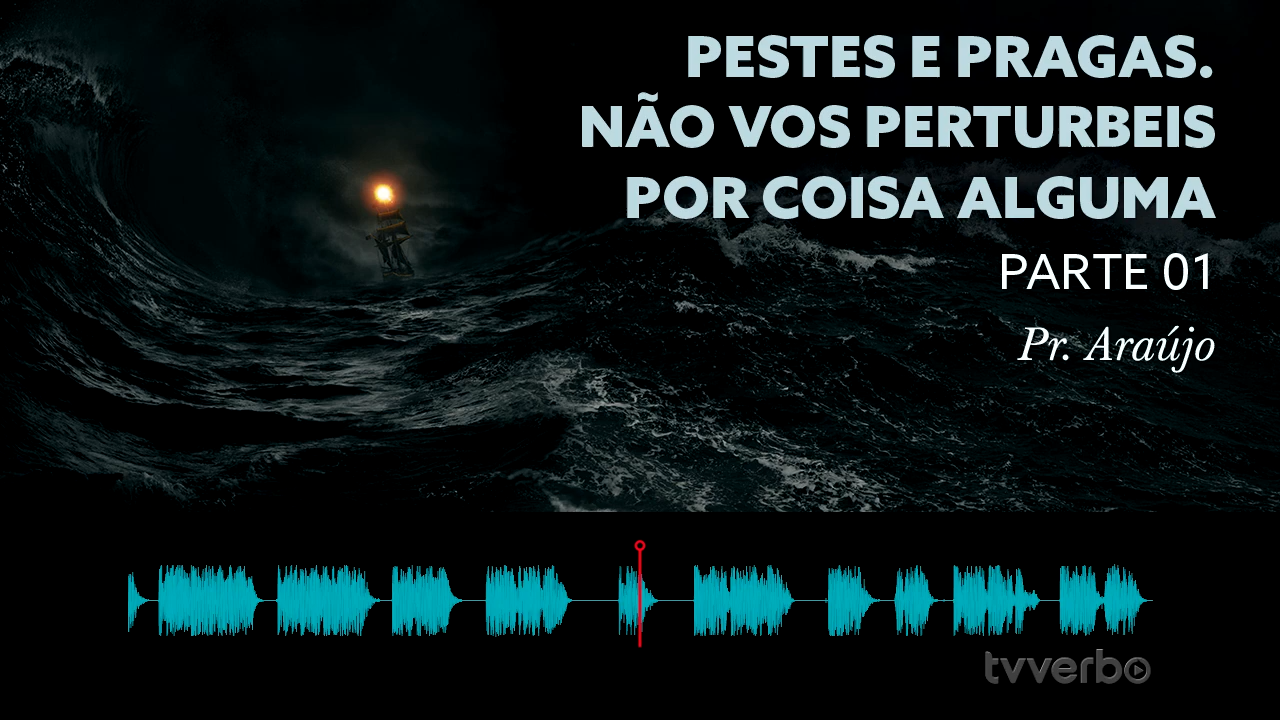 PESTES E PRAGAS.
NÃO VOS PERTURBEIS
POR COISA ALGUMA
PARTE 01
Pr. Araújo
tvverbo